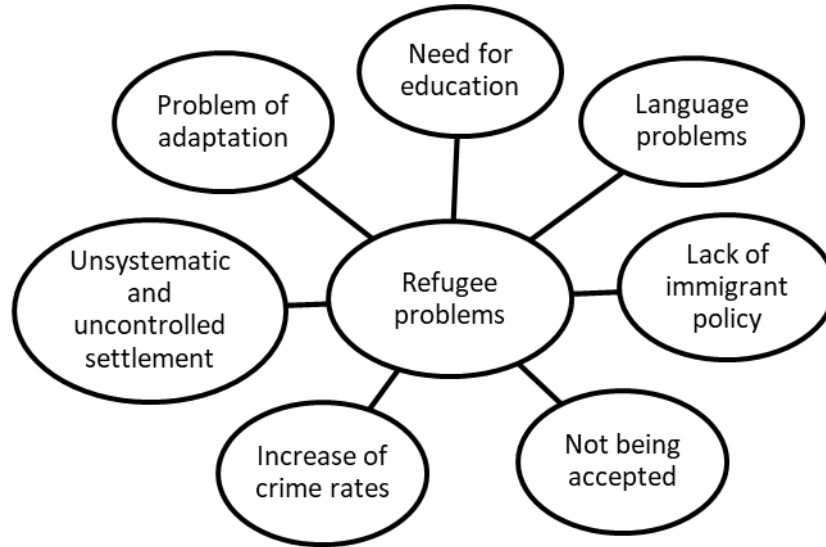 Need for
education
Problem of
adaptation
Language
problems
Unsystematic
and
uncontrolled
settlement
Refugee
problems
Lack of
immigrant
policy
Increase of
crime rates
Not being
accepted